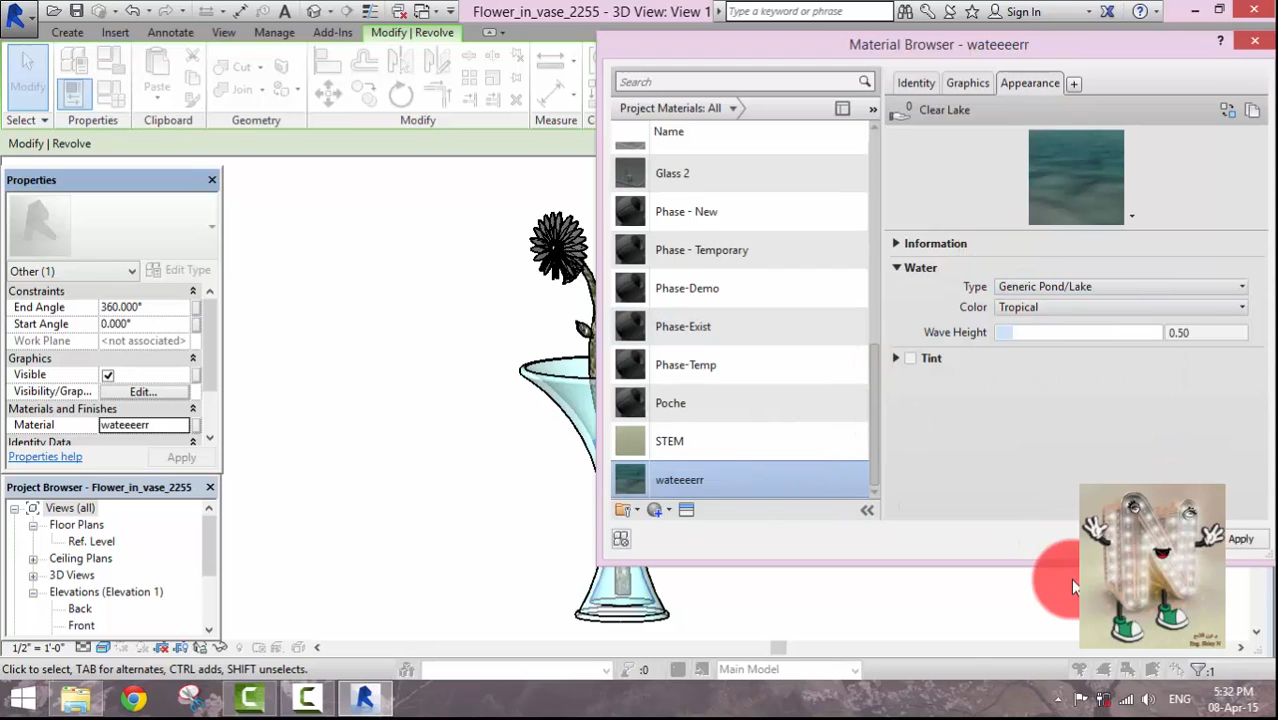 Flower_in_vase_2255 - 3D View: View 1
Type a keyword or phrase
Sign In
Create Insert Annotate View Manage Add-Ins Modify | Revolve
Modify
Paste
Cut
Join
Select Properties Clipboard Geometry Modify Measure
Modify | Revolve
Properties
Other (1)
Edit Type
Constraints
End Angle 360.000°
Start Angle 0.000°
Work Plane <not associated>
Graphics
Visible
Visibility/Grap... Edit...
Materials and Finishes
Material wateeeerr
Identity Data
Properties help
Apply
Project Browser - Flower_in_vase_2255
Views (all)
Floor Plans
Ref. Level
Ceiling Plans
3D Views
Elevations (Elevation 1)
Back
Front
1/2" = 1'-0"
Click to select, TAB for alternates, CTRL adds, SHIFT unselects.
:0
Main Model
:1
Material Browser - wateeeerr
Search
Project Materials: All
Name
Glass 2
Phase - New
Phase - Temporary
Phase-Demo
Phase-Exist
Phase-Temp
Poche
STEM
wateeeerr
Identity Graphics Appearance
Clear Lake
Information
Water
Type Generic Pond/Lake
Color Tropical
Wave Height 0.50
Tint
Apply
ENG
5:32 PM
08-Apr-15